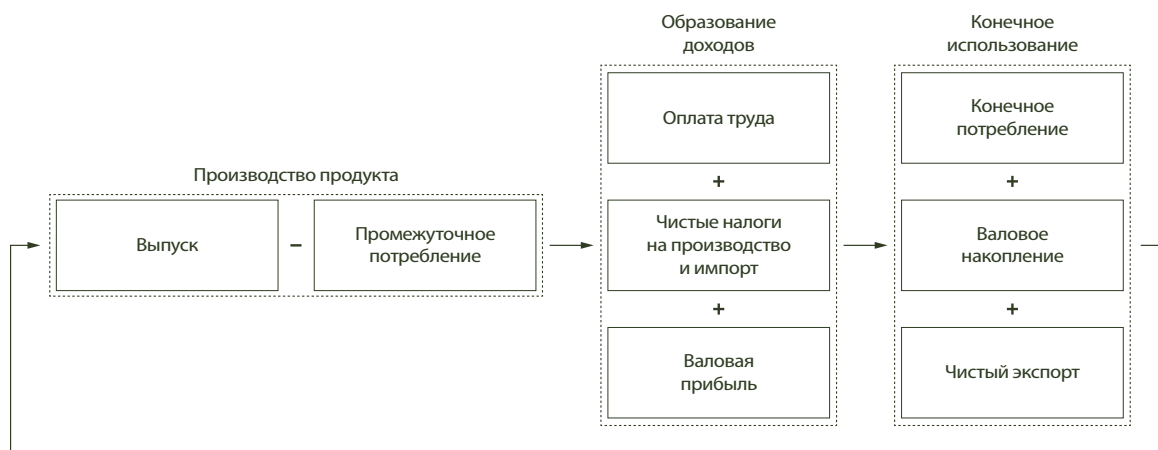 Образование
доходов
Конечное
использование
Оплата труда
Конечное
потребление
+
+
Производство продукта
Выпуск
–
Промежуточное
потребление
Чистые налоги
на производство
и импорт
Валовое
накопление
+
+
Валовая
прибыль
Чистый экспорт